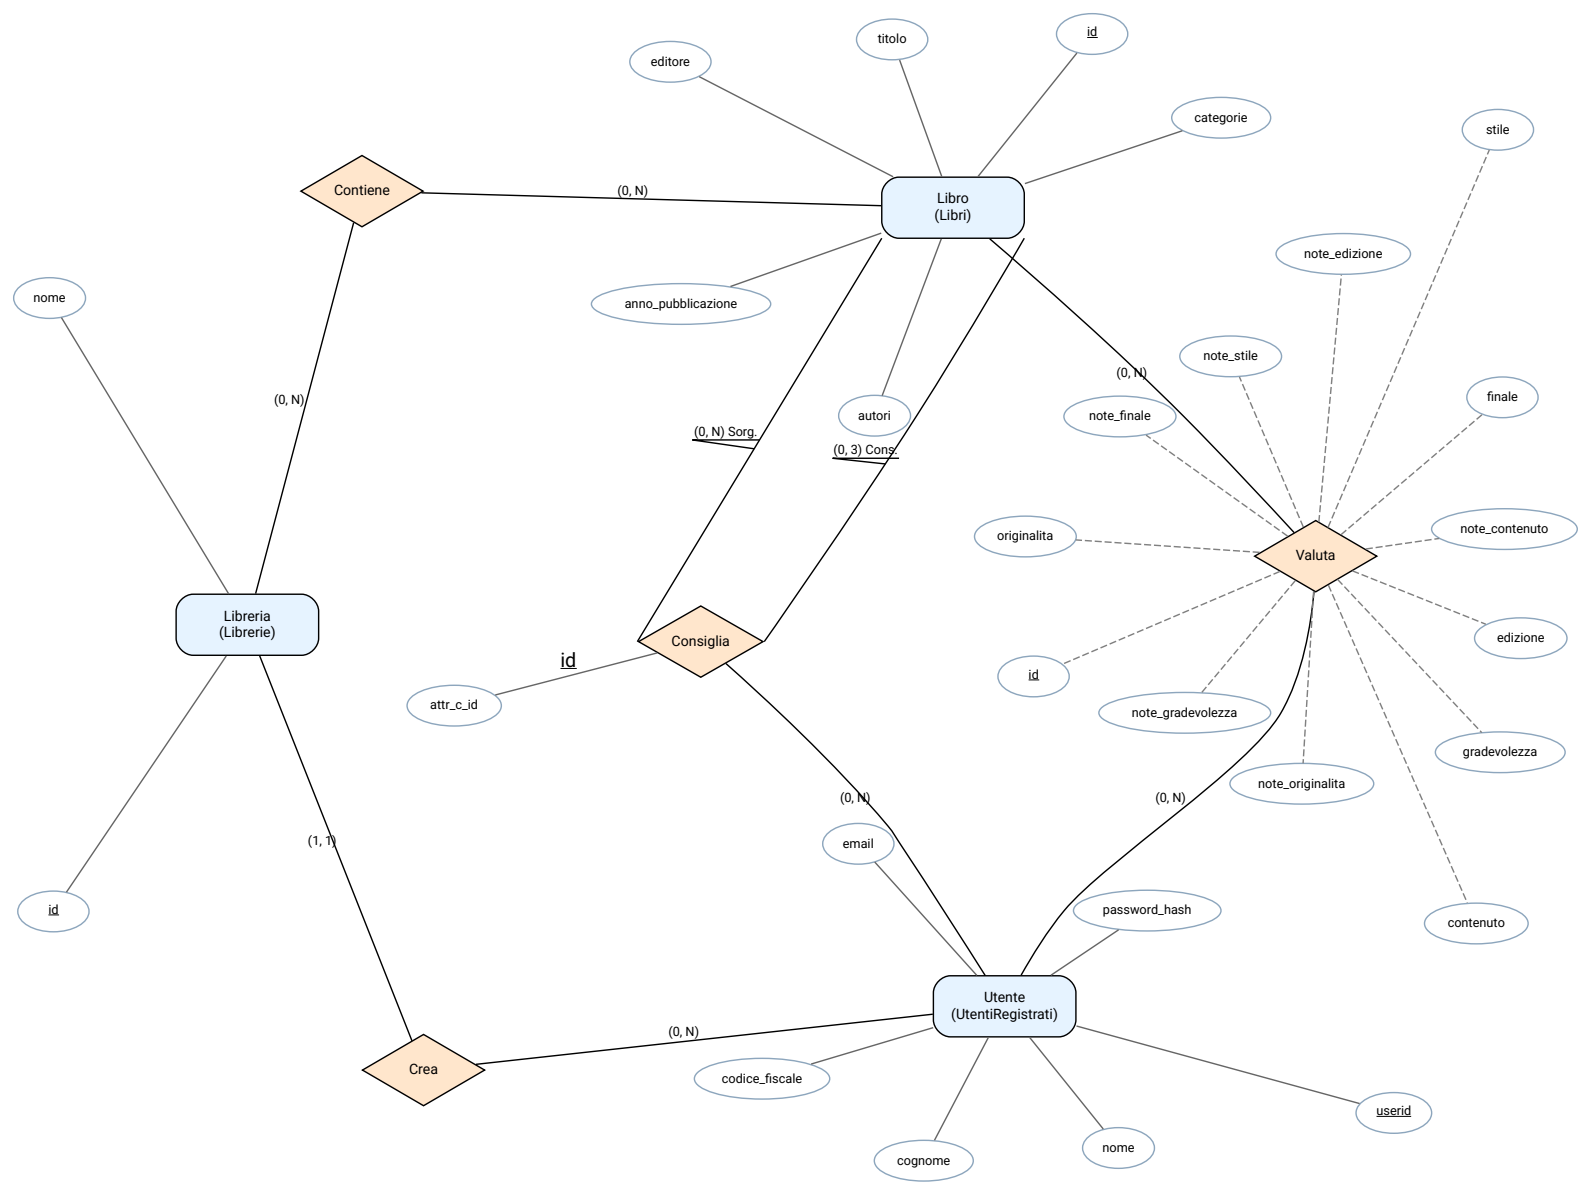 id
titolo
editore
categorie
stile
Contiene
(0, N)
Libro
(Libri)
note_edizione
nome
anno_pubblicazione
note_stile
(0, N)
(0, N)
finale
autori
note_finale
(0, N) Sorg.
(0, 3) Cons.
originalita
note_contenuto
Valuta
Libreria
(Librerie)
Consiglia
edizione
id
id
attr_c_id
note_gradevolezza
gradevolezza
note_originalita
(0, N)
(0, N)
(1, 1)
email
id
password_hash
contenuto
Utente
(UtentiRegistrati)
(0, N)
Crea
codice_fiscale
userid
nome
cognome